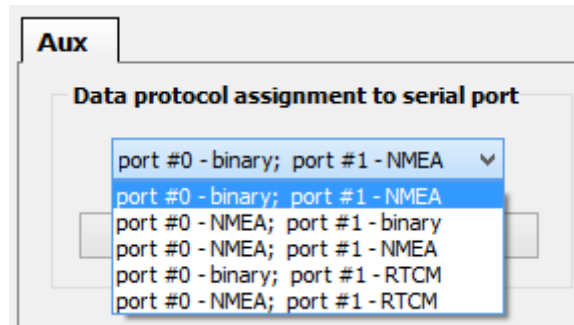 Aux
Data protocol assignment to serial port
port #0 - binary; port #1 - NMEA
port #0 - binary; port #1 - NMEA
port #0 - NMEA; port #1 - binary
port #0 - NMEA; port #1 - NMEA
port #0 - binary; port #1 - RTCM
port #0 - NMEA; port #1 - RTCM